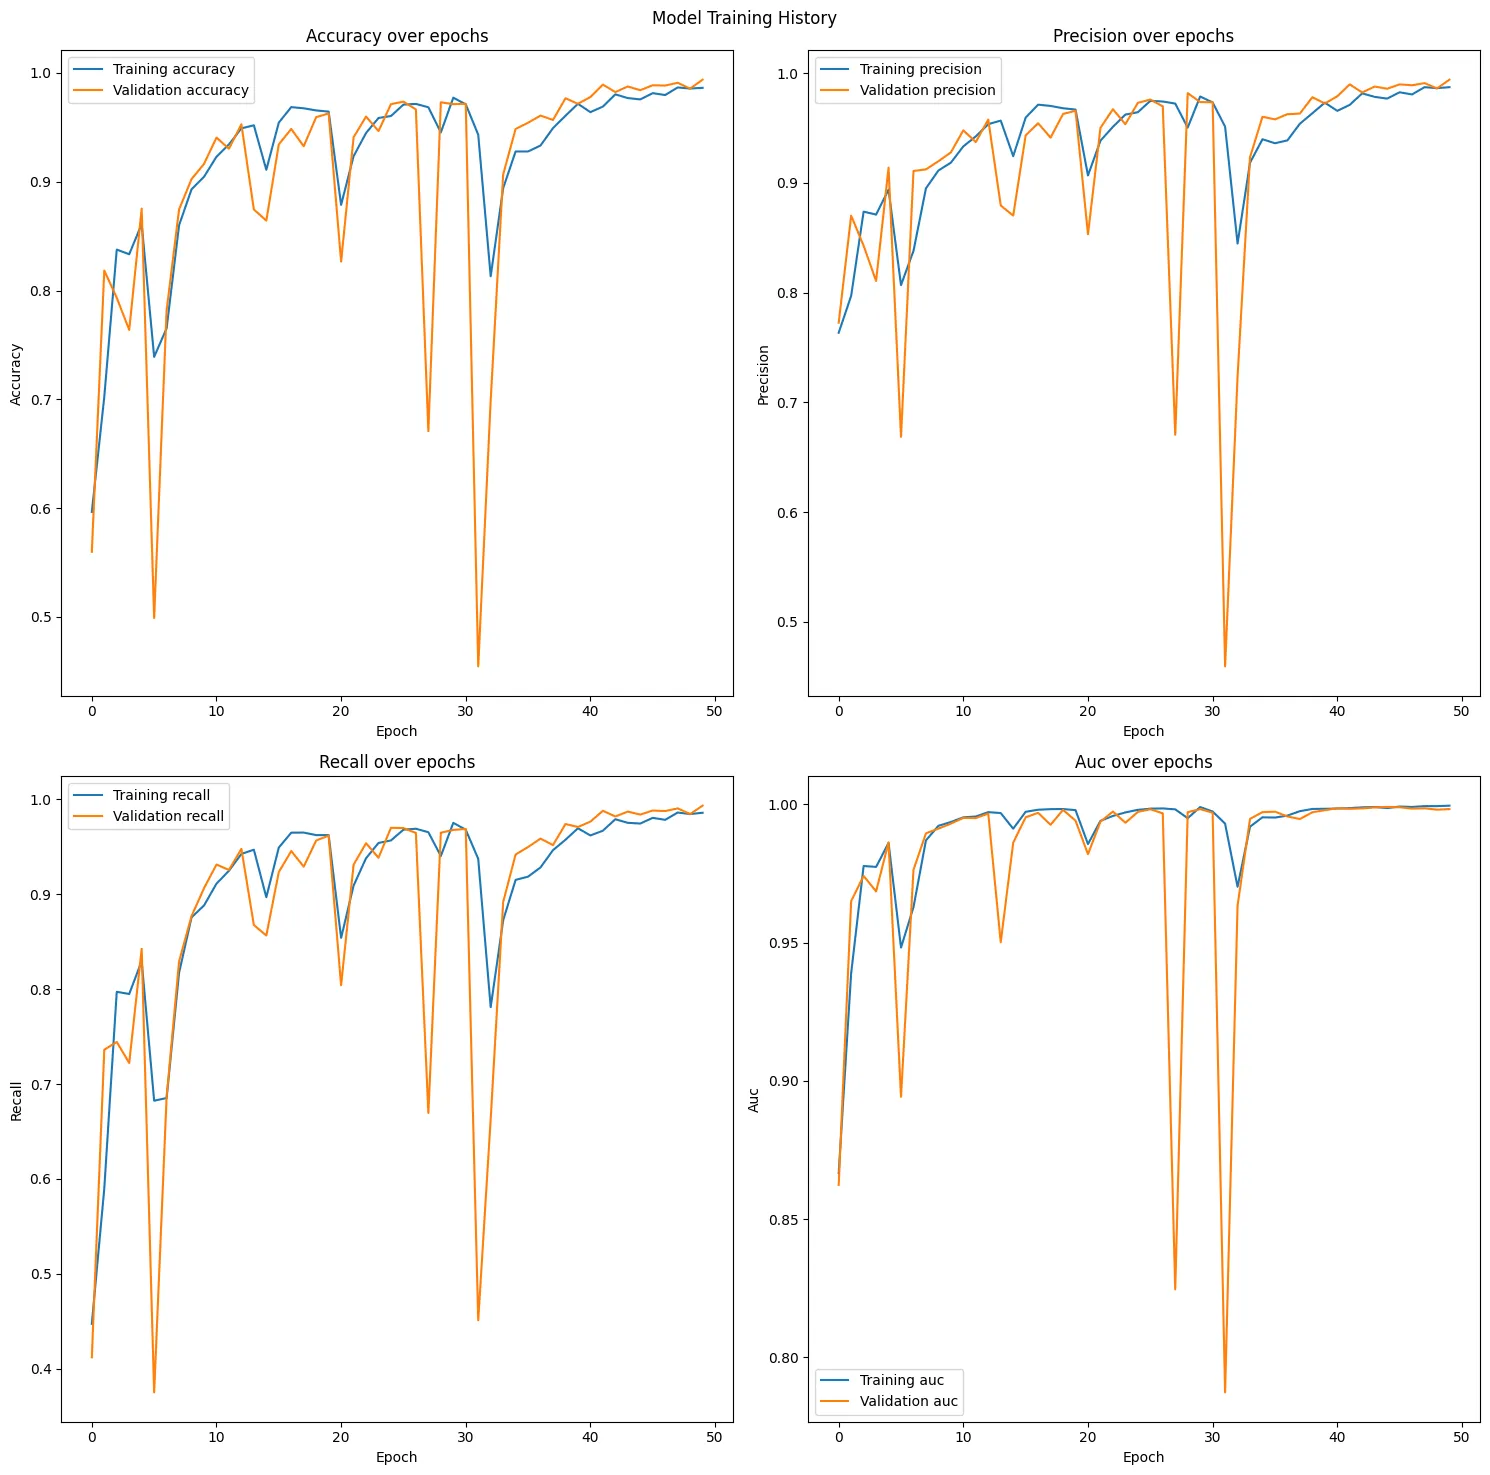 Model Training History
Accuracy over epochs
Training accuracy
Validation accuracy
1.0
0.9
0.8
0.7
0.6
0.5
Accuracy
0 10 20 30 40 50
Epoch
Precision over epochs
Training precision
Validation precision
1.0
0.9
0.8
0.7
0.6
0.5
Precision
0 10 20 30 40 50
Epoch
Recall over epochs
Training recall
Validation recall
1.0
0.9
0.8
0.7
0.6
0.5
0.4
Recall
0 10 20 30 40 50
Epoch
Auc over epochs
1.00
0.95
0.90
0.85
0.80
Auc
Training auc
Validation auc
0 10 20 30 40 50
Epoch